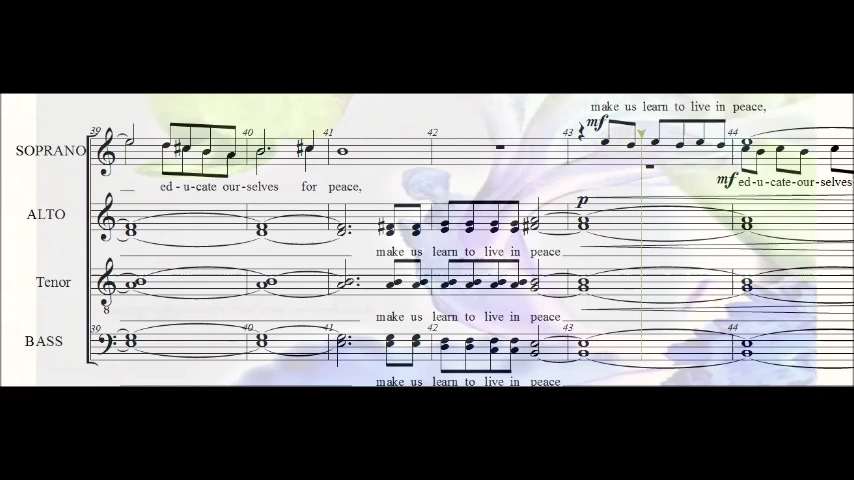 make us learn to live in peace,
39 40 41 42 43 mf 44
SOPRANO
ed - u - cate our - selves for peace,
mf ed-u-cate-our-selves
ALTO
p
make us learn to live in peace
Tenor
8
make us learn to live in peace
39 40 41 42 43 44
BASS
make us learn to live in peace